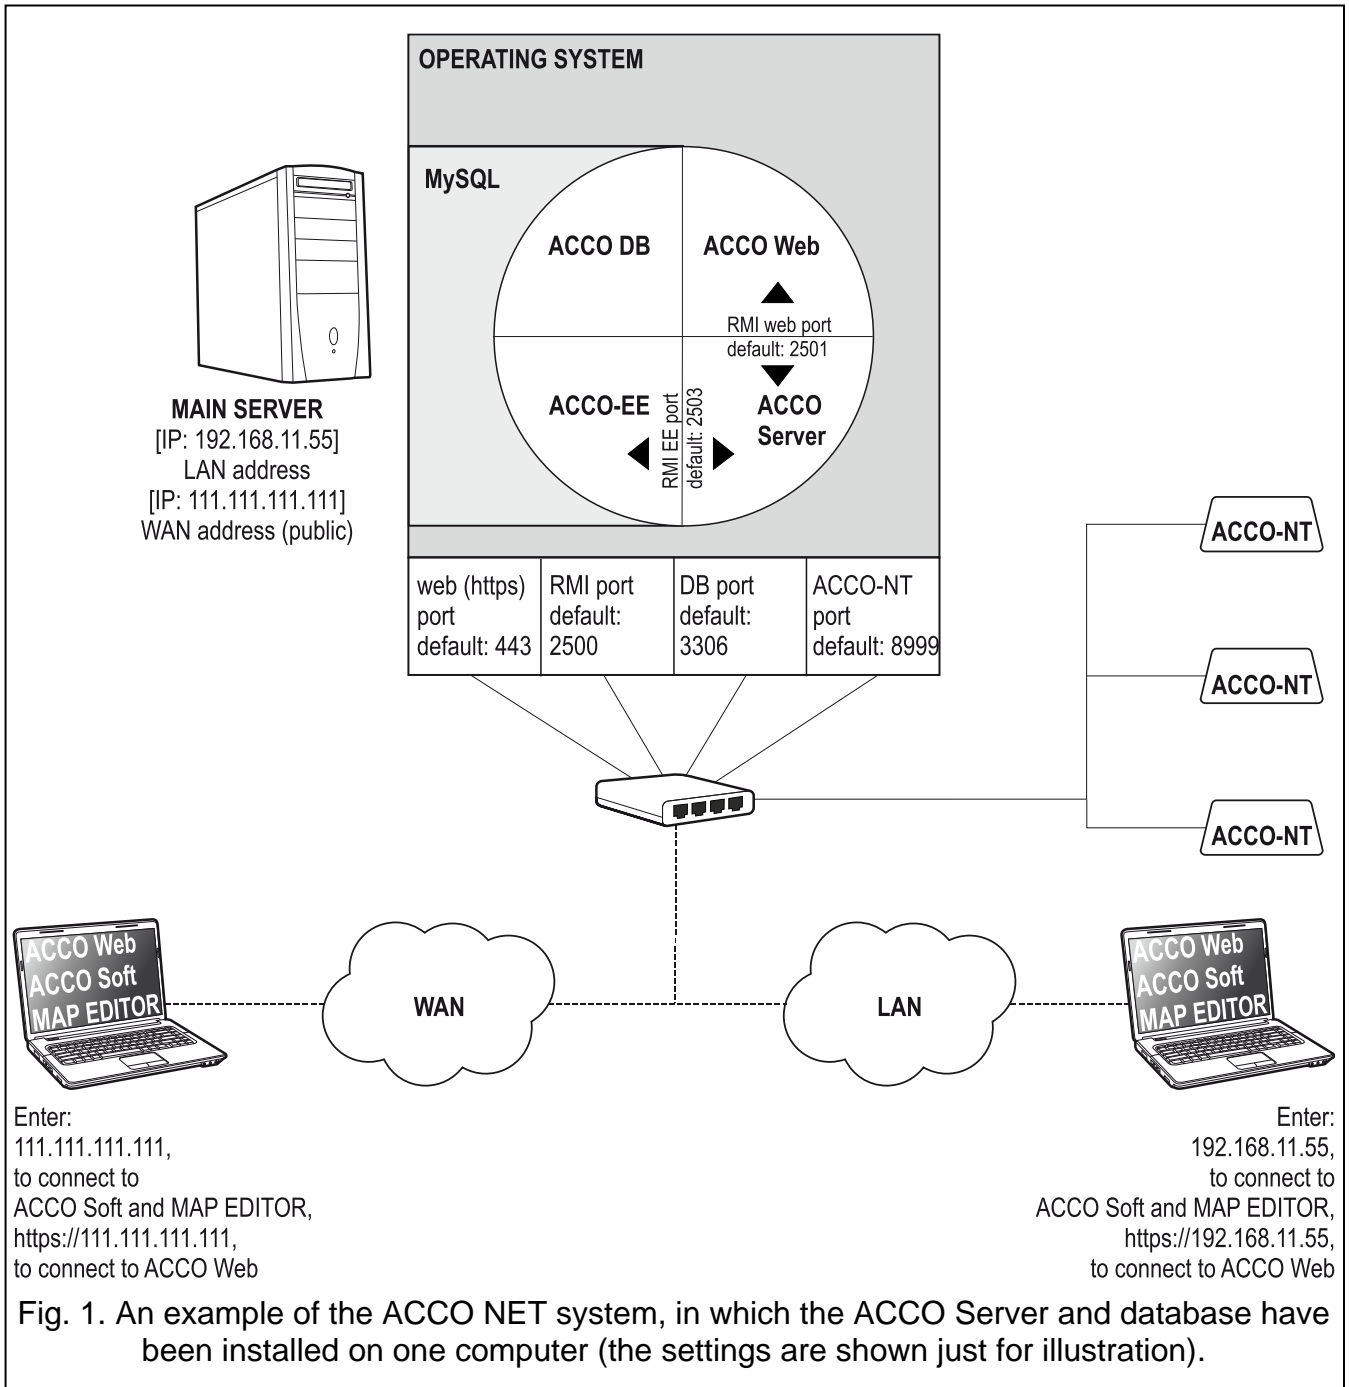 OPERATING SYSTEM
MySQL
ACCO DB
ACCO Web
RMI web port
default: 2501
ACCO-EE
RMI EE port
default: 2503
ACCO
Server
MAIN SERVER
[IP: 192.168.11.55]
LAN address
[IP: 111.111.111.111]
WAN address (public)
web (https)
port
default: 443
RMI port
default:
2500
DB port
default:
3306
ACCO-NT
port
default: 8999
ACCO-NT
ACCO-NT
ACCO-NT
ACCO Web
ACCO Soft
MAP EDITOR
WAN
LAN
ACCO Web
ACCO Soft
MAP EDITOR
Enter:
111.111.111.111,
to connect to
ACCO Soft and MAP EDITOR,
https://111.111.111.111,
to connect to ACCO Web
Enter:
192.168.11.55,
to connect to
ACCO Soft and MAP EDITOR,
https://192.168.11.55,
to connect to ACCO Web
Fig. 1. An example of the ACCO NET system, in which the ACCO Server and database have
been installed on one computer (the settings are shown just for illustration).